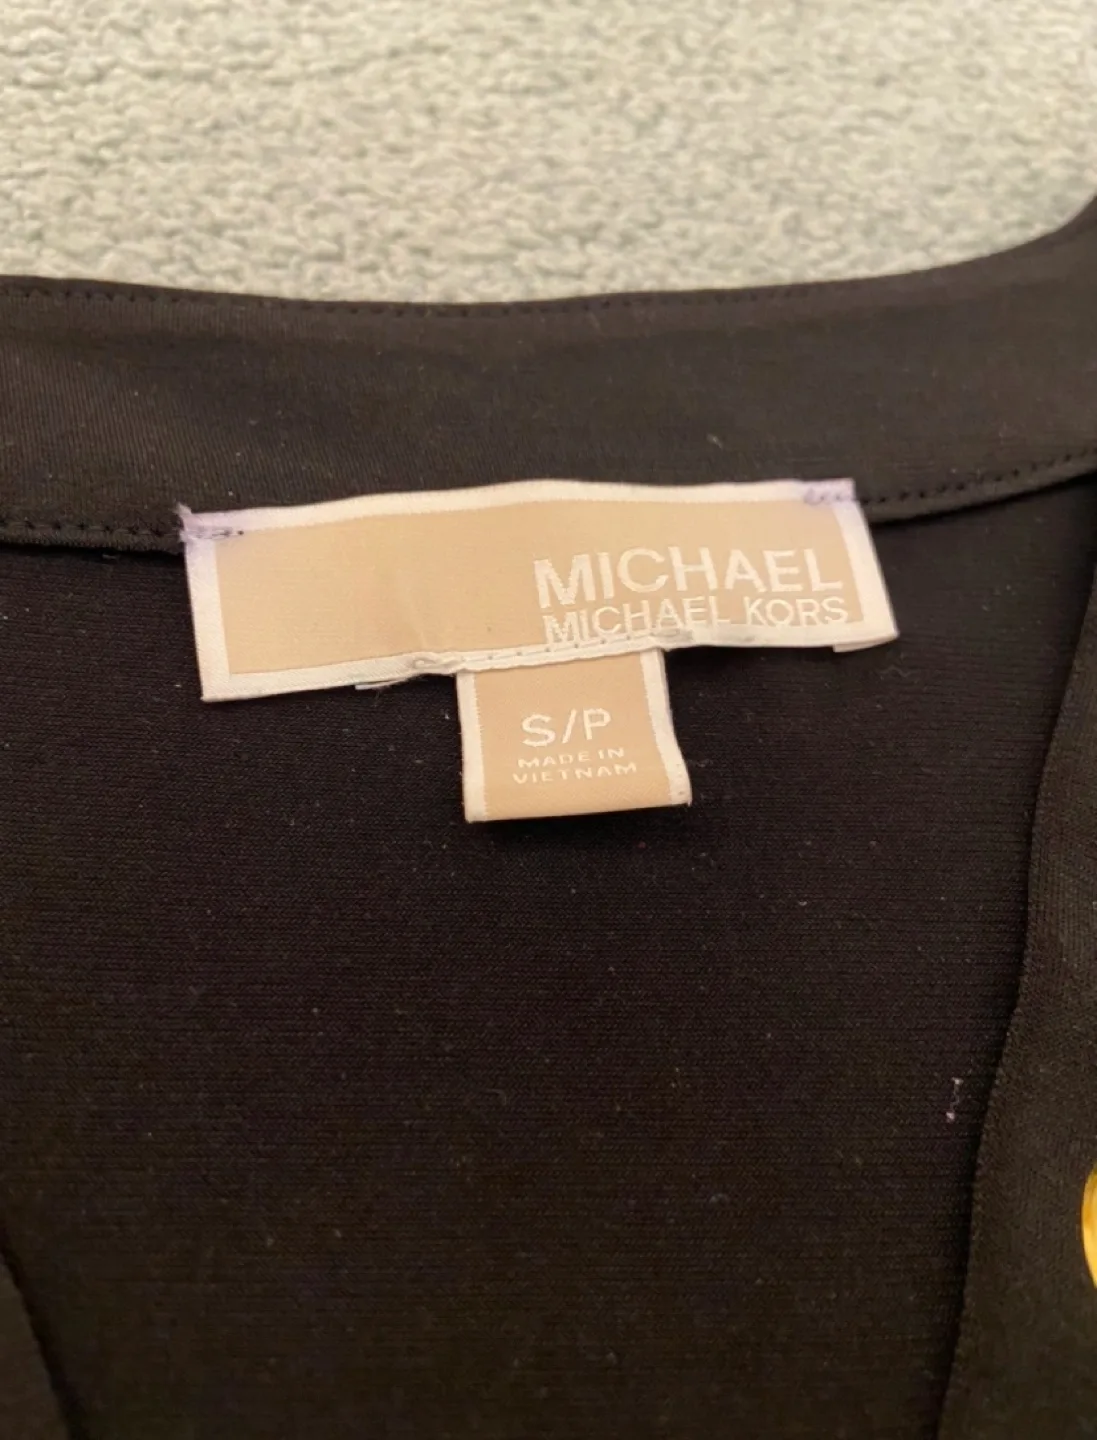 MICHAEL
MICHAEL KORS
S/P
MADE IN
VIETNAM